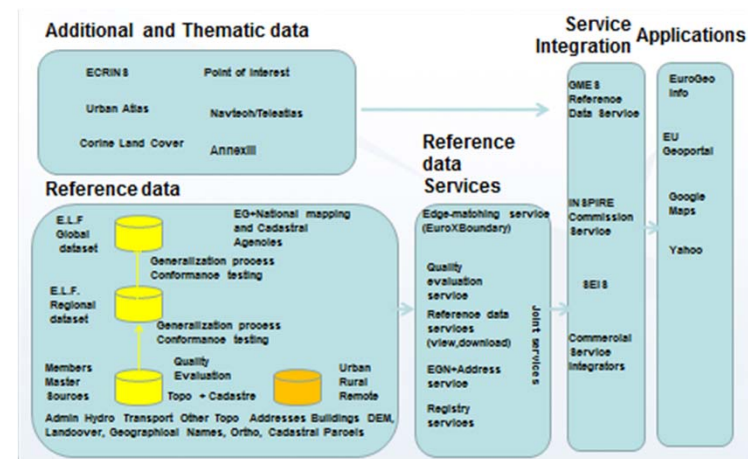 Additional and Thematic data
ECRINS
Point of Interest
Urban Atlas
Navtech/Teleatlas
Corine Land Cover
AnnexIII
Reference data
E.L.F
Global
dataset
EG+National mapping
and Cadastral
Agencies
Generalization process
Conformance testing
E.L.F.
Regional
dataset
Generalization process
Conformance testing
Members
Master
Sources
Quality
Evaluation
Topo + Cadastre
Urban
Rural
Remote
Admin Hydro Transport Other Topo Addresses Buildings DEM,
Landcover, Geographical Names, Ortho, Cadastral Parcels
Reference
data
Services
Edge-matching service
(EuroXBoundary)
Quality
evaluation
service
Reference data
services
(view,download)
EGN+Address
service
Registry
services
Joint services
Service
Integration
GMES
Reference
Data Service
INSPIRE
Commission
Service
SEIS
Commercial
Service
Integrators
Applications
EuroGeo
Info
EU
Geoportal
Google
Maps
Yahoo